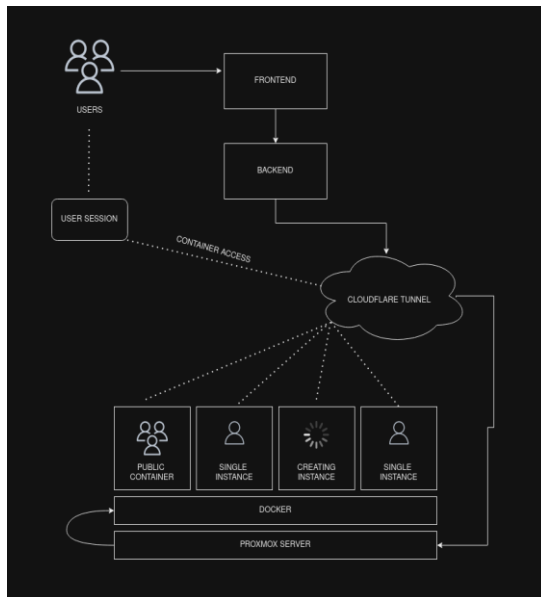 USERS
FRONTEND
BACKEND
USER SESSION
CONTAINER ACCESS
CLOUDFLARE TUNNEL
PUBLIC
CONTAINER
SINGLE
INSTANCE
CREATING
INSTANCE
SINGLE
INSTANCE
DOCKER
PROXMOX SERVER